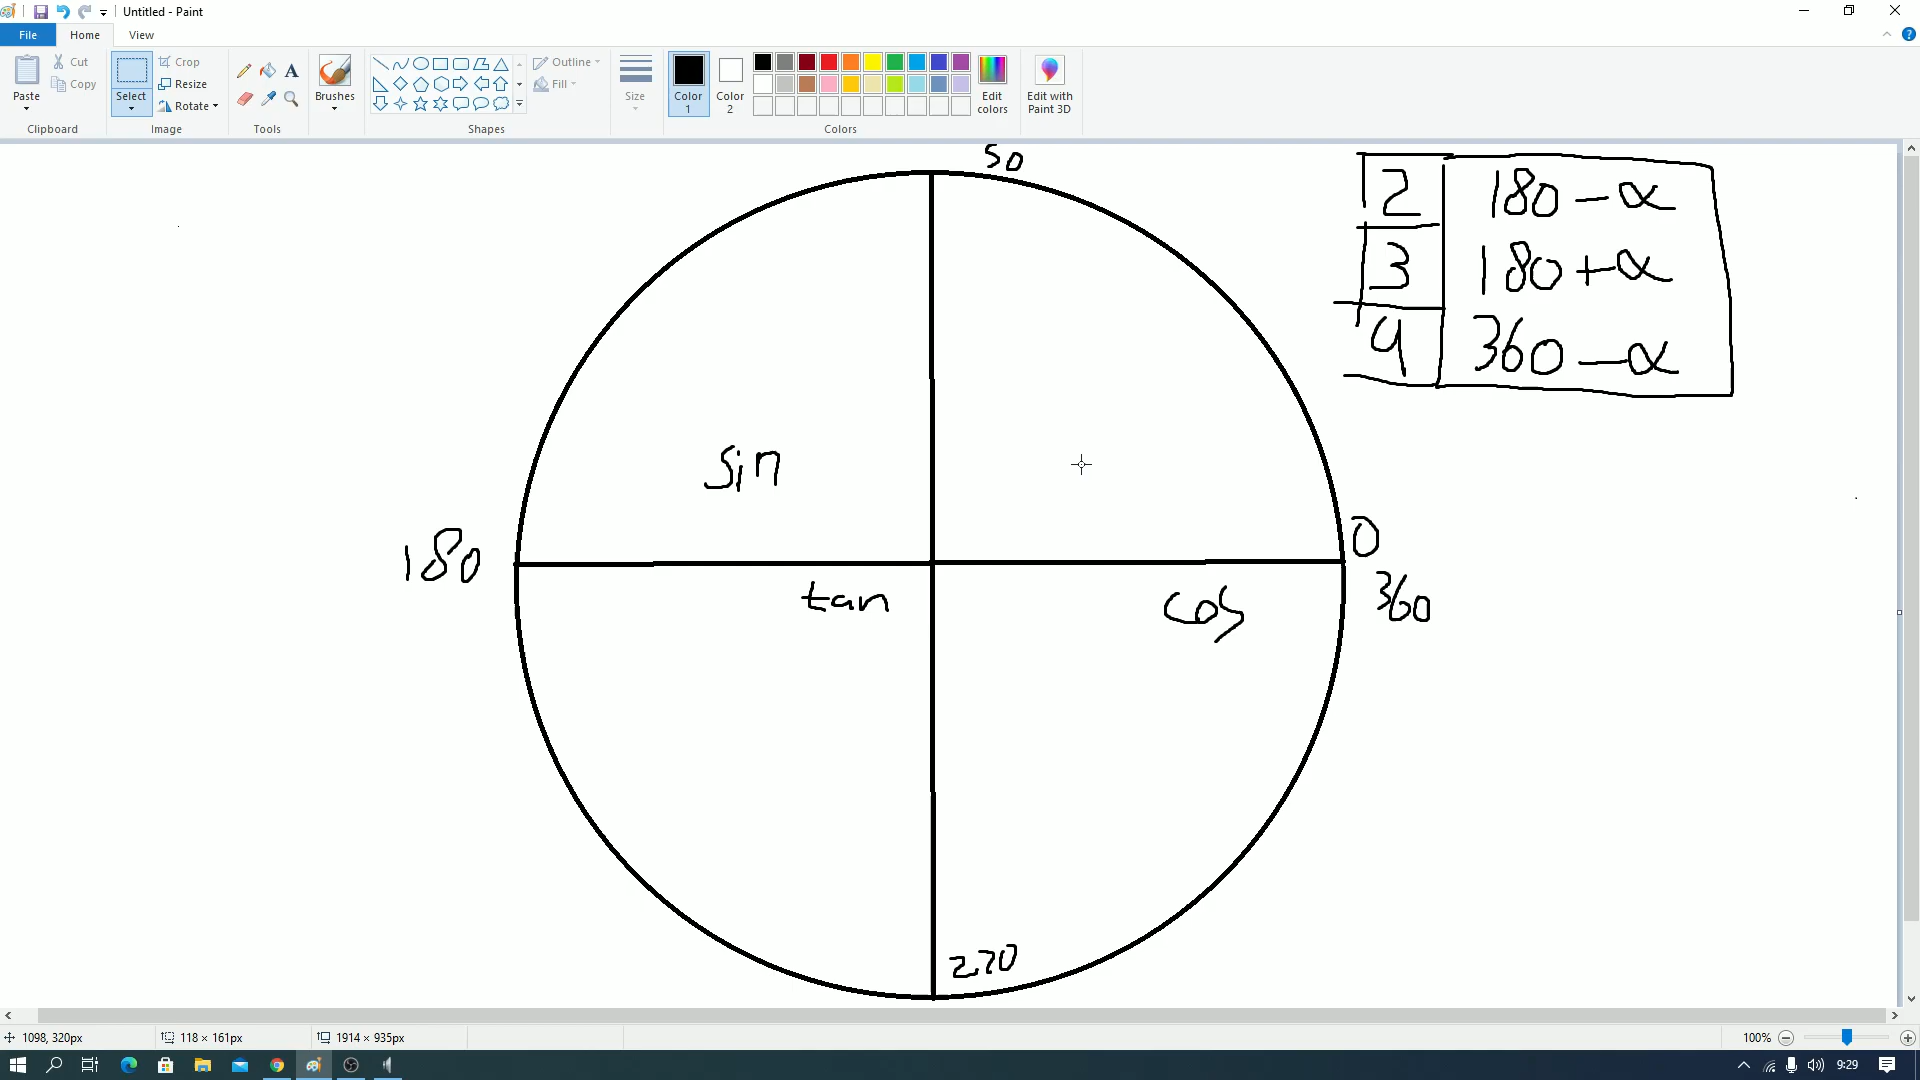 Untitled - Paint
File Home View
Paste
Cut
Copy
Clipboard
Select
Crop
Resize
Rotate
Image
Tools
Brushes
Shapes
Outline
Fill
Size
Color 1
Color 2
Edit colors
Colors
Edit with Paint 3D
90
2 180-α
3 180+α
4 360-α
sin
180
0
360
tan
cos
270
1098, 320px
118 × 161px
1914 × 935px
100%
9:29